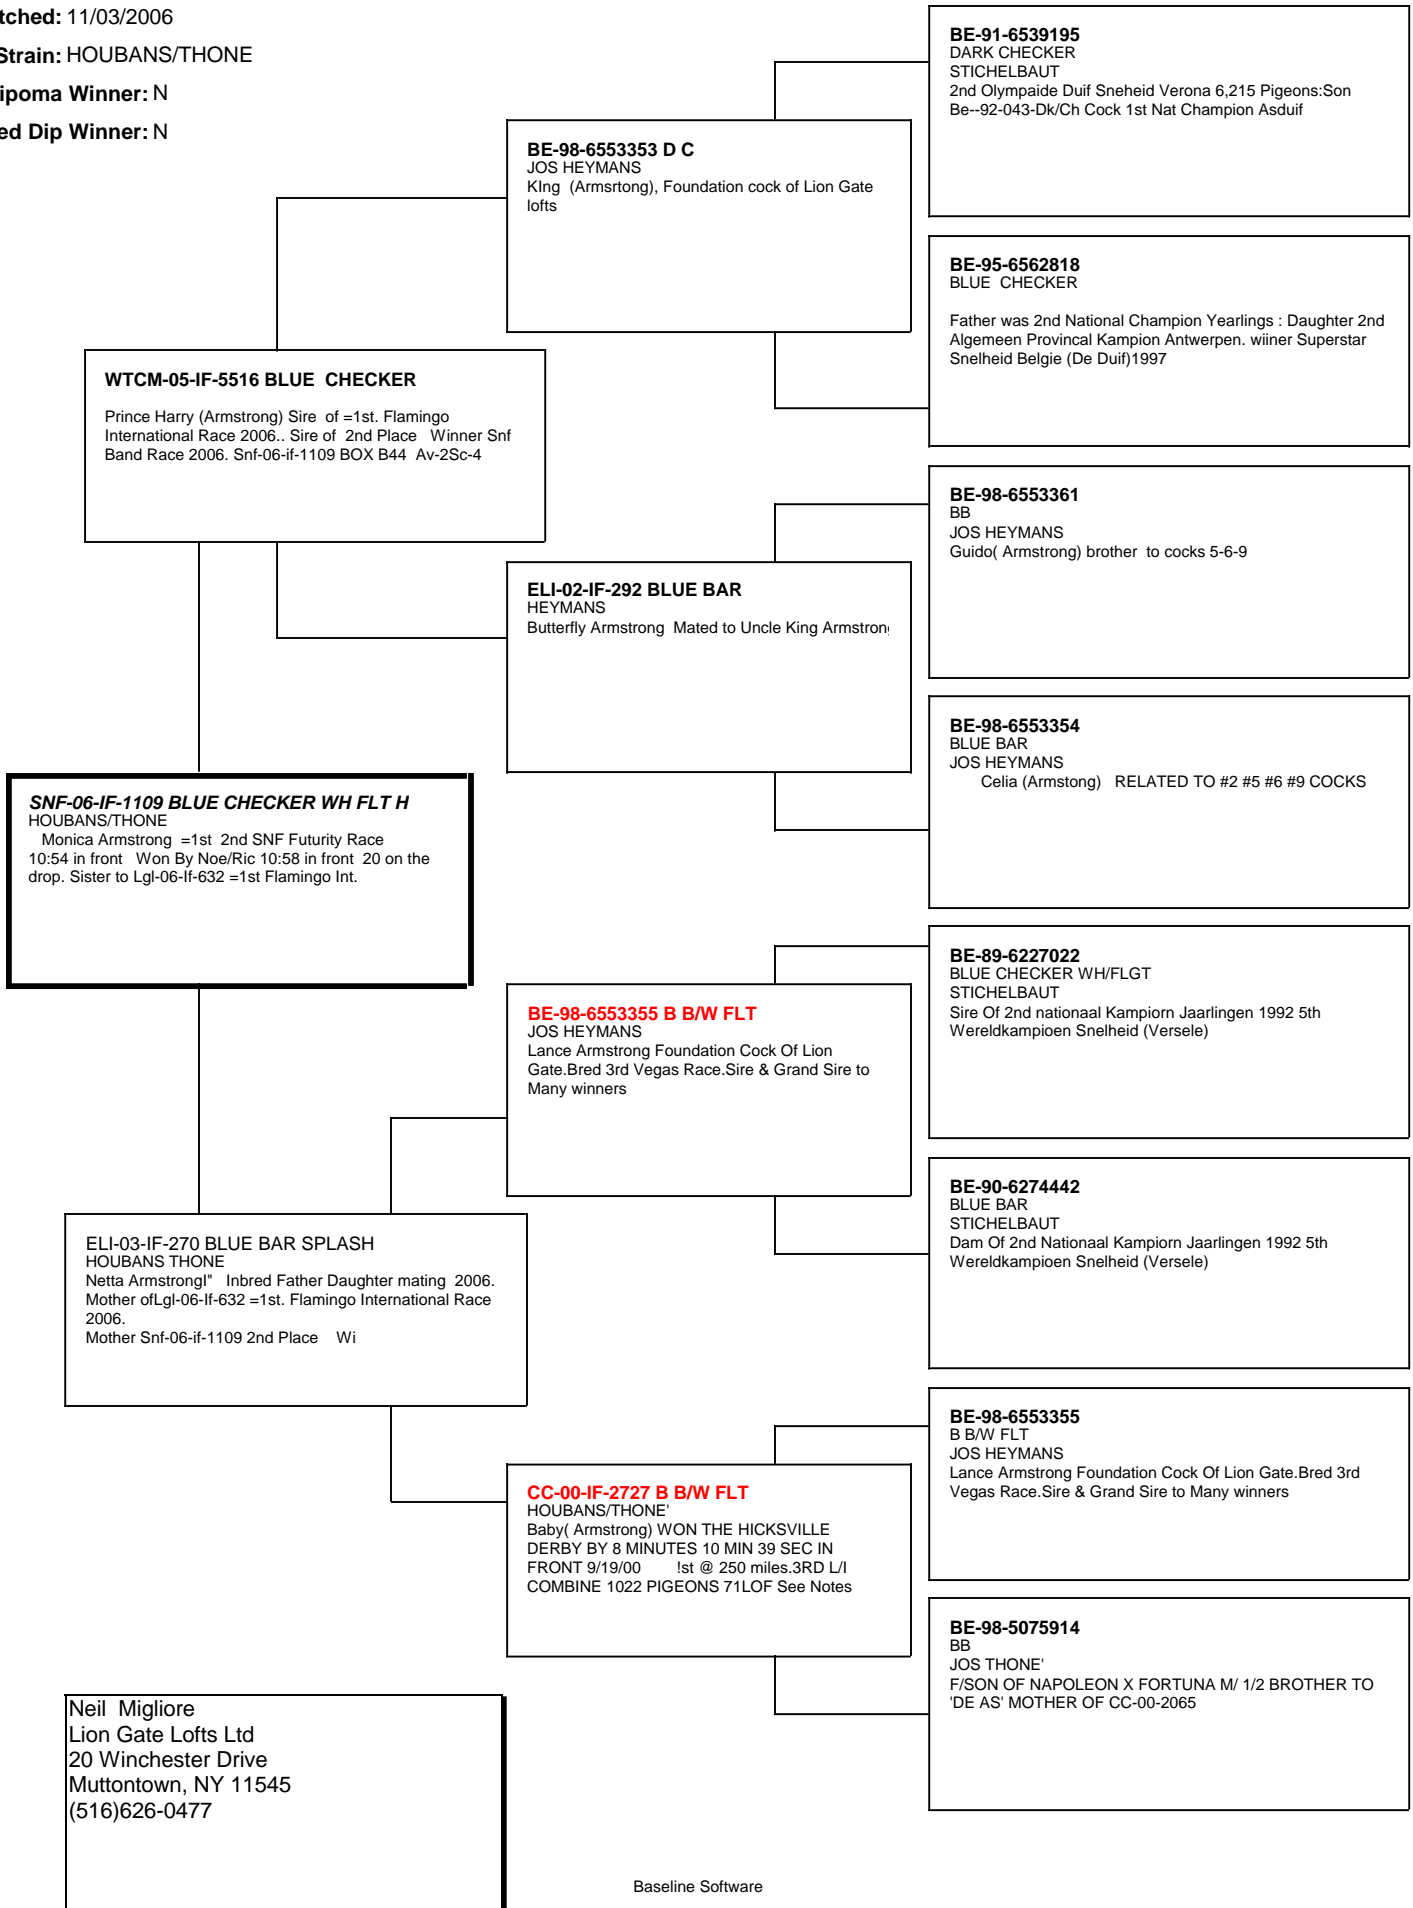 tched: 11/03/2006
Strain: HOUBANS/THONE
ipoma Winner: N
ed Dip Winner: N
BE-91-6539195
DARK CHECKER
STICHELBAUT
2nd Olympaide Duif Sneheid Verona 6,215 Pigeons:Son
Be--92-043-Dk/Ch Cock 1st Nat Champion Asduif
BE-98-6553353 D C
JOS HEYMANS
KIng (Armsrtong), Foundation cock of Lion Gate
lofts
BE-95-6562818
BLUE CHECKER
Father was 2nd National Champion Yearlings : Daughter 2nd
Algemeen Provincal Kampion Antwerpen. wiiner Superstar
Snelheid Belgie (De Duif)1997
WTCM-05-IF-5516 BLUE CHECKER
Prince Harry (Armstrong) Sire of =1st. Flamingo
International Race 2006.. Sire of 2nd Place Winner Snf
Band Race 2006. Snf-06-if-1109 BOX B44 Av-2Sc-4
BE-98-6553361
BB
JOS HEYMANS
Guido( Armstrong) brother to cocks 5-6-9
ELI-02-IF-292 BLUE BAR
HEYMANS
Butterfly Armstrong Mated to Uncle King Armstrong
BE-98-6553354
BLUE BAR
JOS HEYMANS
Celia (Armstong) RELATED TO #2 #5 #6 #9 COCKS
SNF-06-IF-1109 BLUE CHECKER WH FLT H
HOUBANS/THONE
Monica Armstrong =1st 2nd SNF Futurity Race
10:54 in front Won By Noe/Ric 10:58 in front 20 on the
drop. Sister to Lgl-06-If-632 =1st Flamingo Int.
BE-89-6227022
BLUE CHECKER WH/FLGT
STICHELBAUT
Sire Of 2nd nationaal Kampiorn Jaarlingen 1992 5th
Wereldkampioen Snelheid (Versele)
BE-98-6553355 B B/W FLT
JOS HEYMANS
Lance Armstrong Foundation Cock Of Lion
Gate.Bred 3rd Vegas Race.Sire & Grand Sire to
Many winners
BE-90-6274442
BLUE BAR
STICHELBAUT
Dam Of 2nd Nationaal Kampiorn Jaarlingen 1992 5th
Wereldkampioen Snelheid (Versele)
ELI-03-IF-270 BLUE BAR SPLASH
HOUBANS THONE
Netta ArmstrongI" Inbred Father Daughter mating 2006.
Mother ofLgl-06-If-632 =1st. Flamingo International Race
2006.
Mother Snf-06-if-1109 2nd Place Wi
BE-98-6553355
B B/W FLT
JOS HEYMANS
Lance Armstrong Foundation Cock Of Lion Gate.Bred 3rd
Vegas Race.Sire & Grand Sire to Many winners
CC-00-IF-2727 B B/W FLT
HOUBANS/THONE'
Baby( Armstrong) WON THE HICKSVILLE
DERBY BY 8 MINUTES 10 MIN 39 SEC IN
FRONT 9/19/00 !st @ 250 miles.3RD L/I
COMBINE 1022 PIGEONS 71LOF See Notes
BE-98-5075914
BB
JOS THONE'
F/SON OF NAPOLEON X FORTUNA M/ 1/2 BROTHER TO
'DE AS' MOTHER OF CC-00-2065
Neil Migliore
Lion Gate Lofts Ltd
20 Winchester Drive
Muttontown, NY 11545
(516)626-0477
Baseline Software